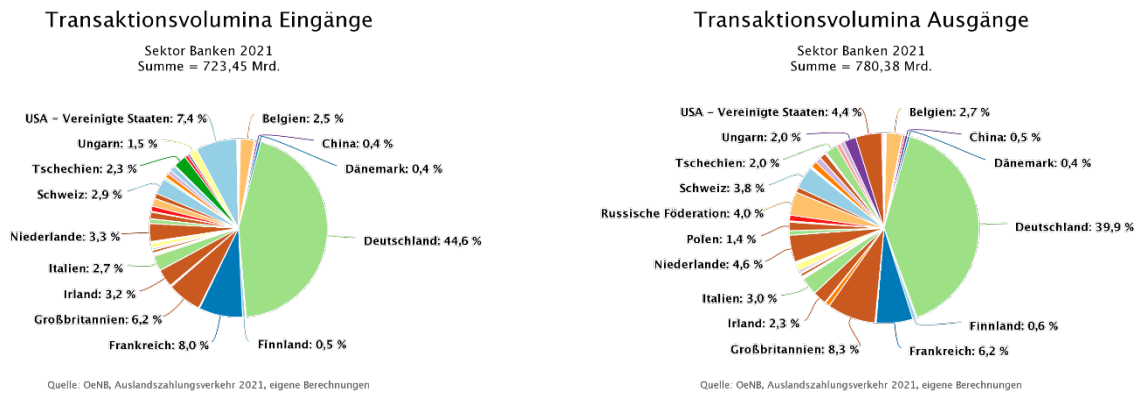 Transaktionsvolumina Eingänge
Sektor Banken 2021
Summe = 723,45 Mrd.
USA - Vereinigte Staaten: 7,4 %
Belgien: 2,5 %
Ungarn: 1,5 %
China: 0,4 %
Tschechien: 2,3 %
Dänemark: 0,4 %
Schweiz: 2,9 %
Niederlande: 3,3 %
Deutschland: 44,6 %
Italien: 2,7 %
Irland: 3,2 %
Großbritannien: 6,2 %
Frankreich: 8,0 %
Finnland: 0,5 %
Quelle: OeNB, Auslandszahlungsverkehr 2021, eigene Berechnungen
Transaktionsvolumina Ausgänge
Sektor Banken 2021
Summe = 780,38 Mrd.
USA - Vereinigte Staaten: 4,4 %
Belgien: 2,7 %
Ungarn: 2,0 %
China: 0,5 %
Tschechien: 2,0 %
Dänemark: 0,4 %
Schweiz: 3,8 %
Russische Föderation: 4,0 %
Deutschland: 39,9 %
Polen: 1,4 %
Niederlande: 4,6 %
Italien: 3,0 %
Irland: 2,3 %
Finnland: 0,6 %
Großbritannien: 8,3 %
Frankreich: 6,2 %
Quelle: OeNB, Auslandszahlungsverkehr 2021, eigene Berechnungen